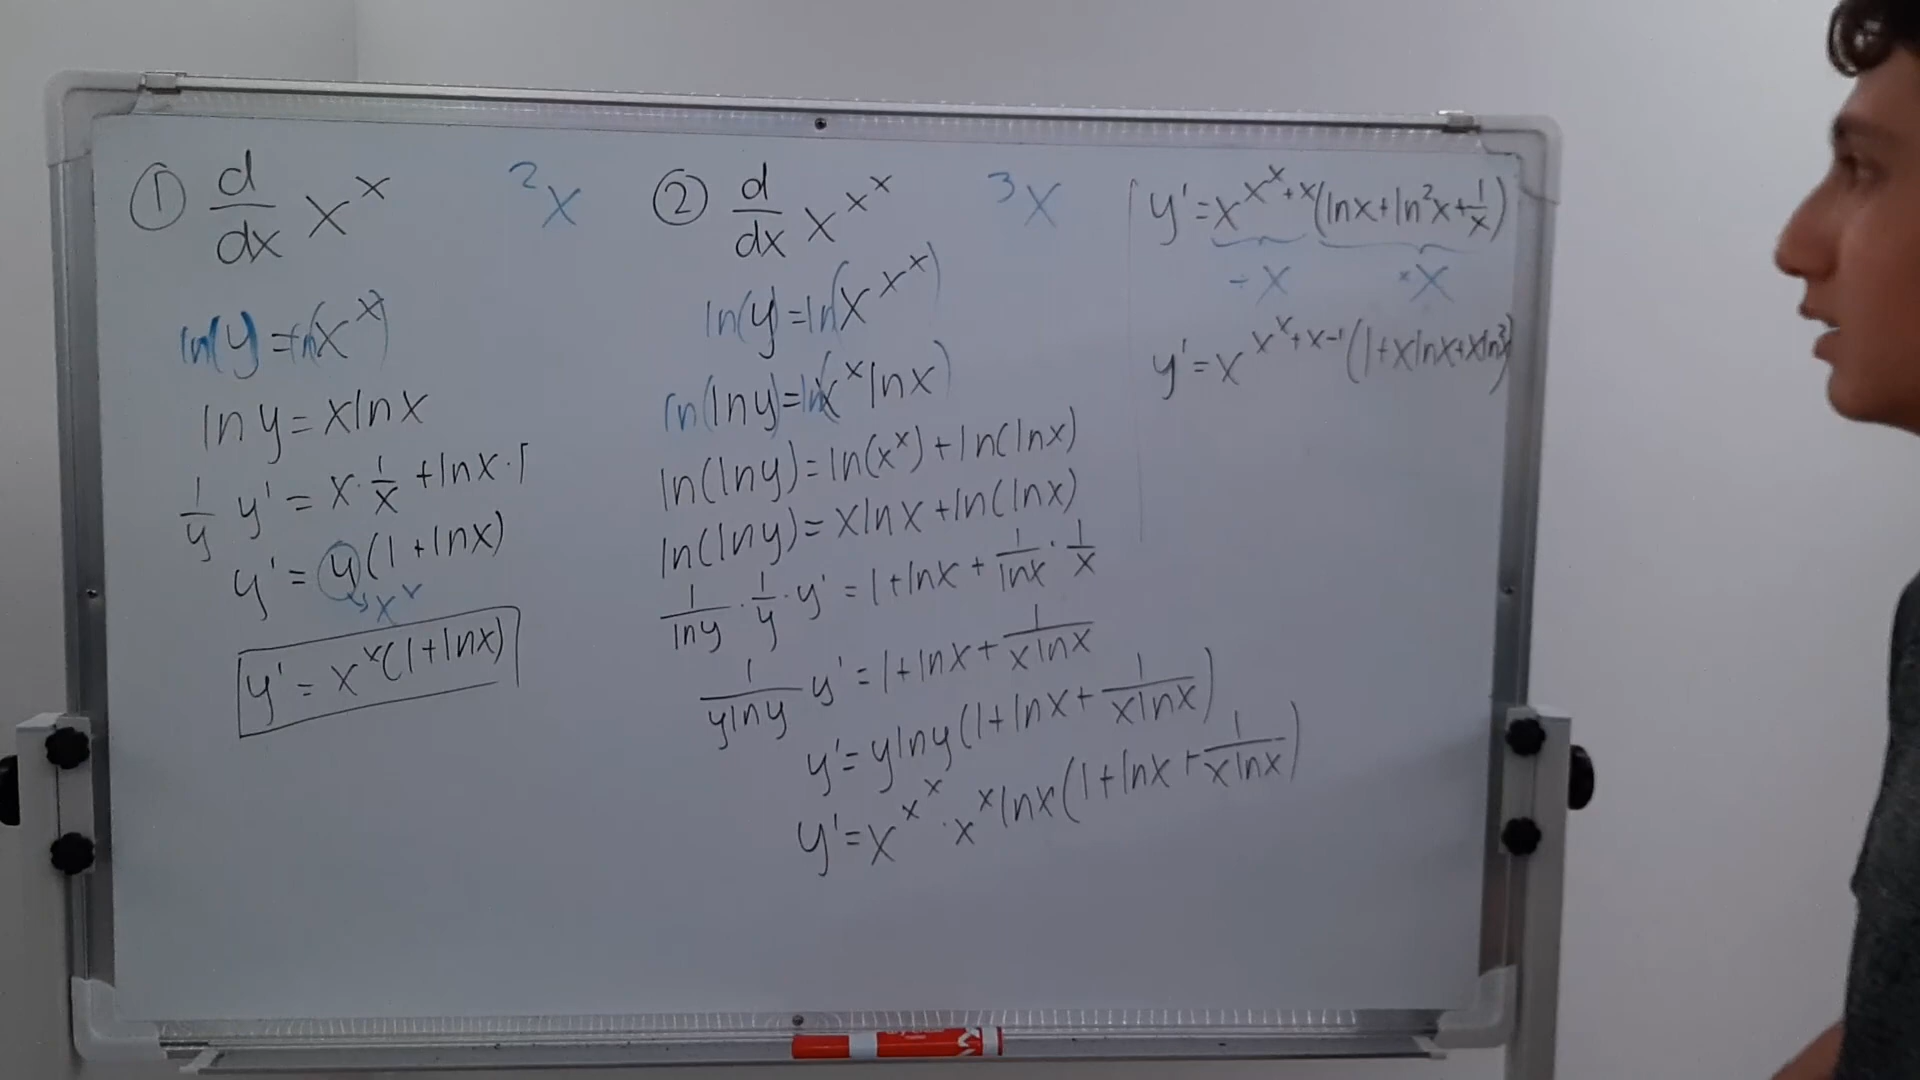 ① d/dx x^x ²x
ln(y)=ln(x^x)
ln y = x ln x
1/y y' = x · 1/x + ln x · 1
y' = y (1 + ln x)
↳ x^x
y' = x^x (1 + ln x)
② d/dx x^x^x ³x
ln(y)=ln(x^x^x)
ln(ln y)=ln(x^x ln x)
ln(ln y)=ln(x^x)+ln(ln x)
ln(ln y)= x ln x + ln(ln x)
1/ln y · 1/y · y' = 1 + ln x + 1/ln x · 1/x
1/y ln y y' = 1 + ln x + 1/x ln x
y' = y ln y (1 + ln x + 1/x ln x)
y' = x^x^x · x^x ln x (1 + ln x + 1/x ln x)
y' = x^(x^x + x) (ln x + ln²x + 1/x)
÷ x · x
y' = x^(x^x + x - 1) (1 + x ln x + x ln²x)